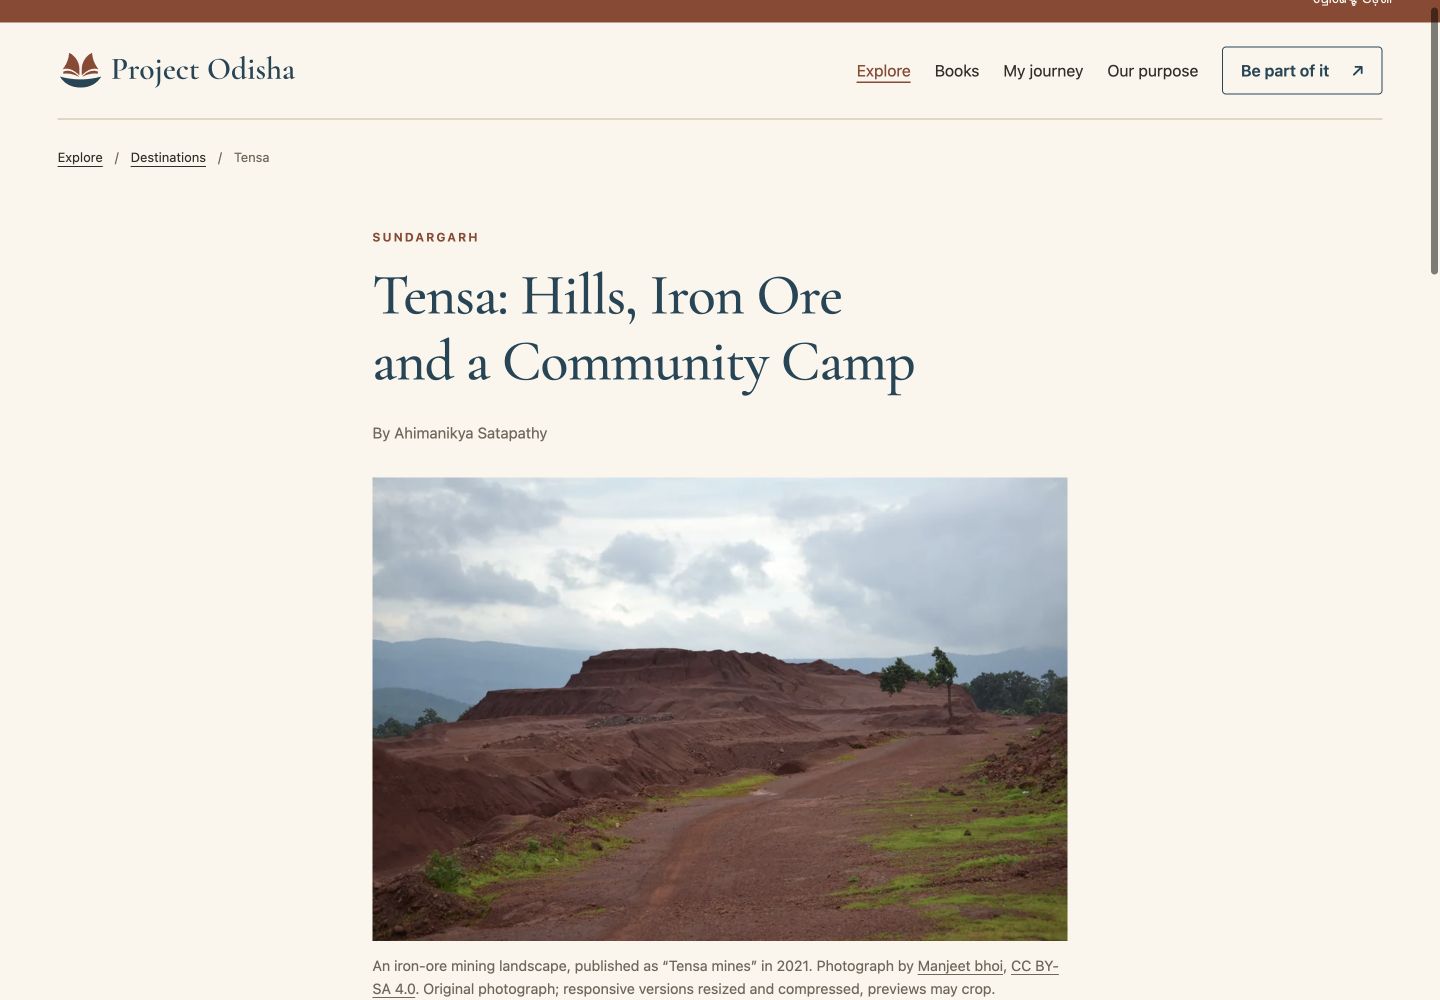 Project Odisha
Explore
Books
My journey
Our purpose
Be part of it
Explore / Destinations / Tensa
SUNDARGARH
Tensa: Hills, Iron Ore
and a Community Camp
By Ahimanikya Satapathy
An iron-ore mining landscape, published as “Tensa mines” in 2021. Photograph by Manjeet bhoi, CC BY-
SA 4.0. Original photograph; responsive versions resized and compressed, previews may crop.